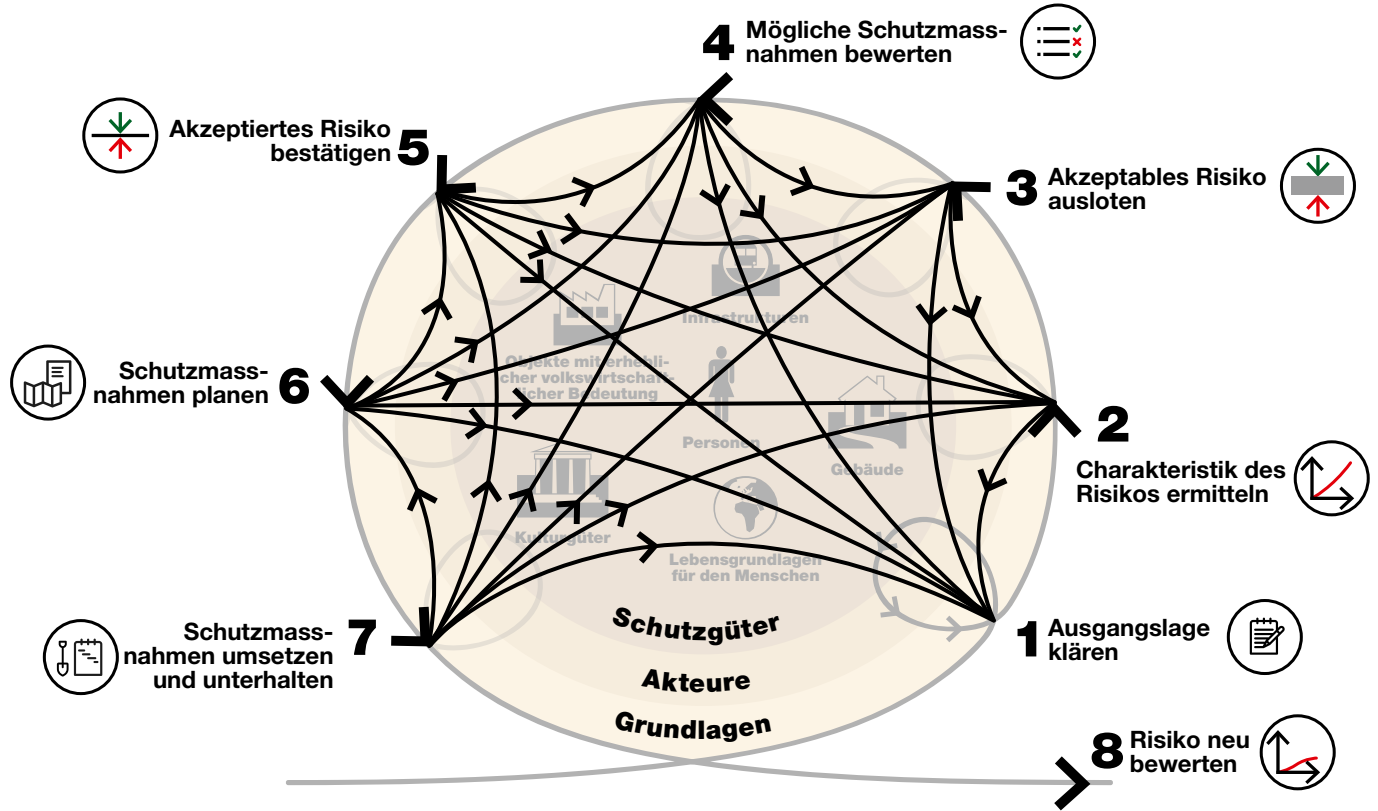 4 Mögliche Schutzmass-
nahmen bewerten
Akzeptiertes Risiko
bestätigen 5
3 Akzeptables Risiko
ausloten
Infrastrukturen
Objekte mit erhebli-
cher volkswirtschaft-
licher Bedeutung
Schutzmass-
nahmen planen 6
2
Charakteristik des
Risikos ermitteln
Personen
Gebäude
Kulturgüter
Lebensgrundlagen
für den Menschen
Schutzgüter
Akteure
Grundlagen
Schutzmass-
nahmen umsetzen
und unterhalten 7
1 Ausgangslage
klären
8 Risiko neu
bewerten